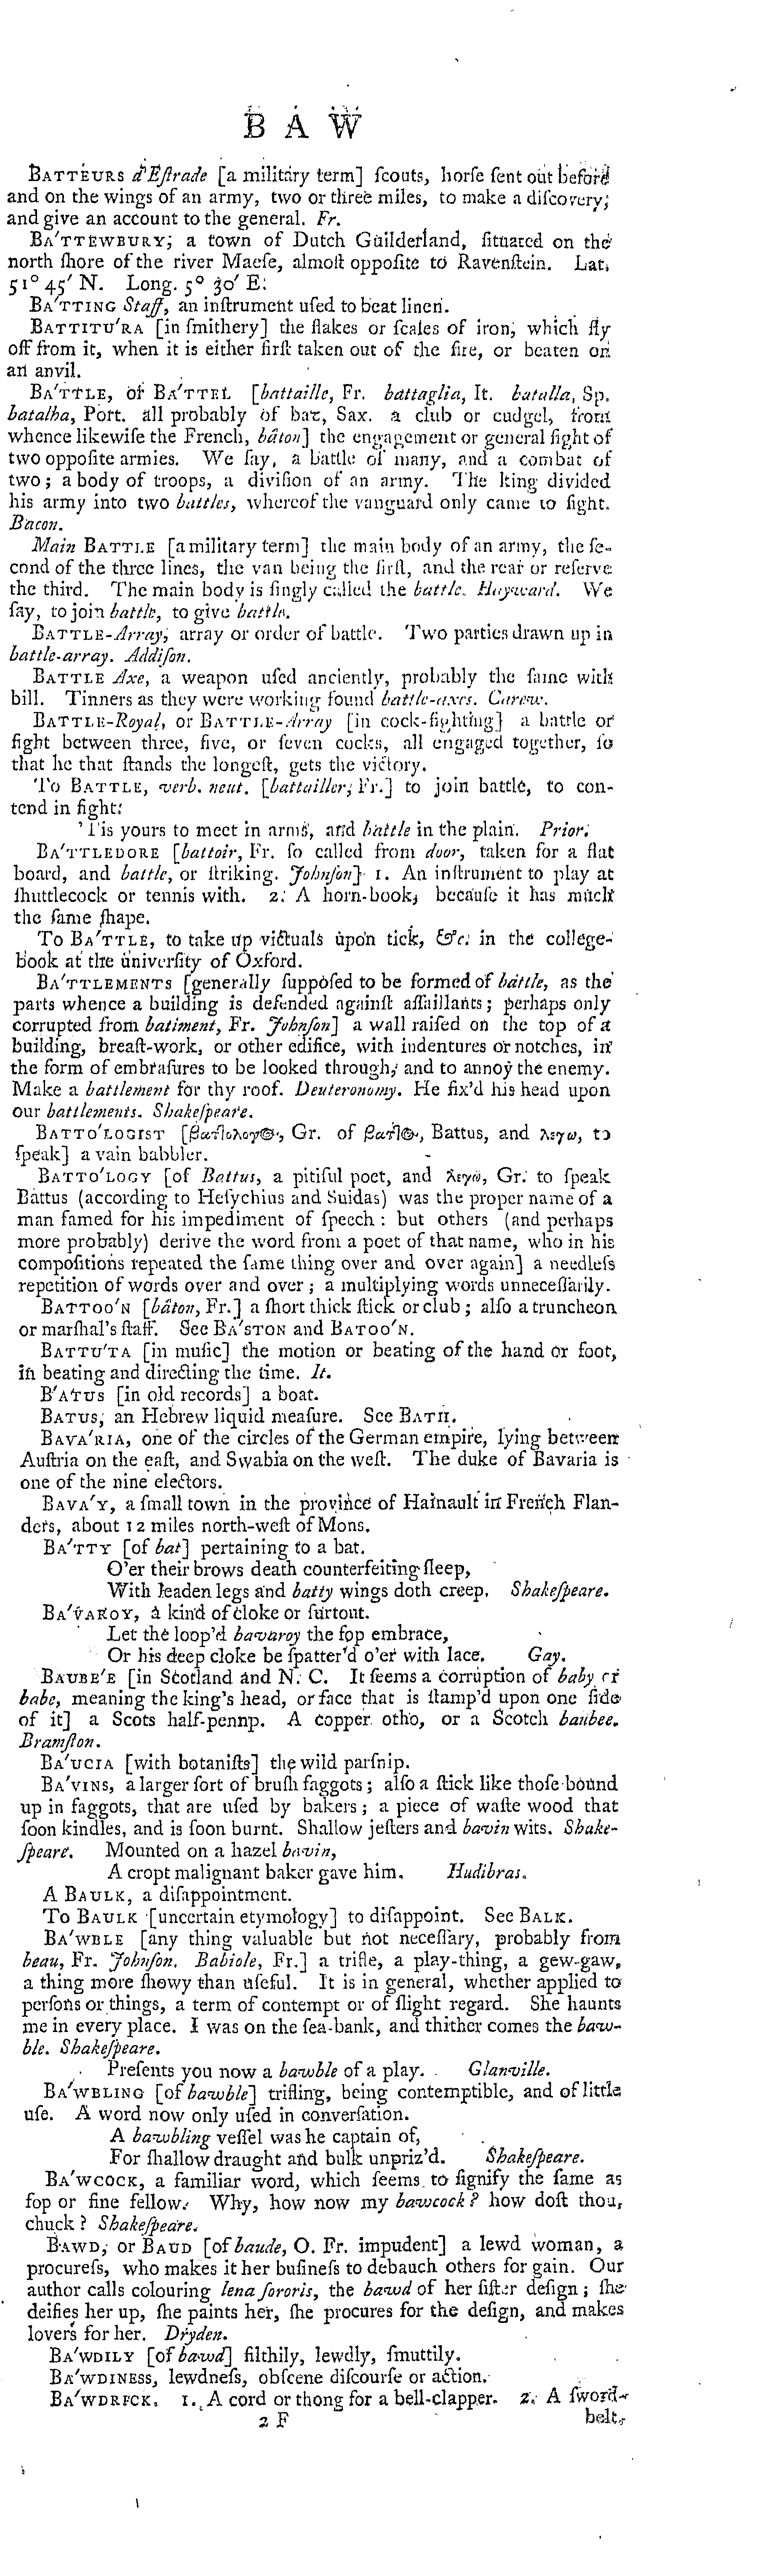 B A W
BATTEURS d'Eſtrade [a military term] ſcouts, horſe ſent out before
and on the wings of an army, two or three miles, to make a diſcovery,
and give an account to the general. Fr.
BA'TTEWBURY, a town of Dutch Guilderland, ſituated on the
north ſhore of the river Maeſe, almoſt oppoſite to Ravenſtein. Lat.
51° 45′ N. Long. 5° 30′ E.
BA'TTING Staff, an inſtrument uſed to beat linen.
BATTITU'RA [in ſmithery] the flakes or ſcales of iron, which fly
off from it, when it is either firſt taken out of the fire, or beaten on
an anvil.
BA'TTLE, or BA'TTEL [battaille, Fr. battaglia, It. batalla, Sp.
batalha, Port. all probably of bat, Sax. a club or cudgel, from
whence likewiſe the French, bâton] the engagement or general fight of
two oppoſite armies. We ſay, a battle of many, and a combat of
two; a body of troops, a diviſion of an army. The king divided
his army into two battles, whereof the vanguard only came to fight.
Bacon.
Main BATTLE [a military term] the main body of an army, the ſe-
cond of the three lines, the van being the firſt, and the rear or reſerve
the third. The main body is ſingly called the battle. Hayward. We
ſay, to join battle, to give battle.
BATTLE-Array, array or order of battle. Two parties drawn up in
battle-array. Addiſon.
BATTLE Axe, a weapon uſed anciently, probably the ſame with
bill. Tinners as they were working found battle-axes. Carew.
BATTLE-Royal, or BATTLE-Array [in cock-fighting] a battle or
fight between three, five, or ſeven cocks, all engaged together, ſo
that he that ſtands the longeſt, gets the victory.
To BATTLE, verb. neut. [battailler, Fr.] to join battle, to con-
tend in fight:
'Tis yours to meet in arms, and battle in the plain. Prior.
BA'TTLEDORE [battoir, Fr. ſo called from door, taken for a flat
board, and battle, or ſtriking. Johnſon] 1. An inſtrument to play at
ſhuttlecock or tennis with. 2. A horn-book, becauſe it has much
the ſame ſhape.
To BA'TTLE, to take up victuals upon tick, &c. in the college-
book at the univerſity of Oxford.
BA'TTLEMENTS [generally ſuppoſed to be formed of battle, as the
parts whence a building is defended againſt aſſailants; perhaps only
corrupted from batiment, Fr. Johnſon] a wall raiſed on the top of a
building, breaſt-work, or other edifice, with indentures or notches, in
the form of embraſures to be looked through, and to annoy the enemy.
Make a battlement for thy roof. Deuteronomy. He fix'd his head upon
our battlements. Shakeſpeare.
BATTO'LOGIST [βατΊολογ@, Gr. of βατΊ@, Battus, and λεγω, to
ſpeak] a vain babbler.
BATTO'LOGY [of Battus, a pitiful poet, and λεγω, Gr. to ſpeak
Battus (according to Heſychius and Suidas) was the proper name of a
man famed for his impediment of ſpeech: but others (and perhaps
more probably) derive the word from a poet of that name, who in his
compoſitions repeated the ſame thing over and over again] a needleſs
repetition of words over and over; a multiplying words unneceſſarily.
BATTOO'N [bâton, Fr.] a ſhort thick ſtick or club; alſo a truncheon
or marſhal's ſtaff. See BA'STON and BATOO'N.
BATTU'TA [in muſic] the motion or beating of the hand or foot,
in beating and directing the time. It.
B'ATUS [in old records] a boat.
BATUS, an Hebrew liquid meaſure. See BATH.
BAVA'RIA, one of the circles of the German empire, lying between
Auſtria on the eaſt, and Swabia on the weſt. The duke of Bavaria is
one of the nine electors.
BAVA'Y, a ſmall town in the province of Hainault in French Flan-
ders, about 12 miles north-weſt of Mons.
BA'TTY [of bat] pertaining to a bat.
O'er their brows death counterfeiting ſleep,
With leaden legs and batty wings doth creep. Shakeſpeare.
BA'VAROY, a kind of cloke or ſurtout.
Let the loop'd bavaroy the fop embrace,
Or his deep cloke be ſpatter'd o'er with lace. Gay.
BAUBE'E [in Scotland and N. C. It ſeems a corruption of baby or
babe, meaning the king's head, or face that is ſtamp'd upon one ſide
of it] a Scots half-pennp. A copper otho, or a Scotch baubee.
Bramſton.
BA'UCIA [with botaniſts] the wild parſnip.
BA'VINS, a larger ſort of bruſh faggots; alſo a ſtick like thoſe bound
up in faggots, that are uſed by bakers; a piece of waſte wood that
ſoon kindles, and is ſoon burnt. Shallow jeſters and bavin wits. Shake-
ſpeare. Mounted on a hazel bavin,
A cropt malignant baker gave him. Hudibras.
A BAULK, a diſappointment.
To BAULK [uncertain etymology] to diſappoint. See BALK.
BA'WBLE [any thing valuable but not neceſſary, probably from
beau, Fr. Johnſon. Babiole, Fr.] a trifle, a play-thing, a gew-gaw,
a thing more ſhowy than uſeful. It is in general, whether applied to
perſons or things, a term of contempt or of ſlight regard. She haunts
me in every place. I was on the ſea-bank, and thither comes the baw-
ble. Shakeſpeare.
Preſents you now a bawble of a play. Glanville.
BA'WBLING [of bawble] trifling, being contemptible, and of little
uſe. A word now only uſed in converſation.
A bawbling veſſel was he captain of,
For ſhallow draught and bulk unpriz'd. Shakeſpeare.
BA'WCOCK, a familiar word, which ſeems to ſignify the ſame as
fop or fine fellow. Why, how now my bawcock? how doſt thou,
chuck? Shakeſpeare.
BAWD, or BAUD [of baude, O. Fr. impudent] a lewd woman, a
procureſs, who makes it her buſineſs to debauch others for gain. Our
author calls colouring lena ſororis, the bawd of her ſiſter deſign; ſhe
deifies her up, ſhe paints her, ſhe procures for the deſign, and makes
lovers for her. Dryden.
BA'WDILY [of bawd] filthily, lewdly, ſmuttily.
BA'WDINESS, lewdneſs, obſcene diſcourſe or action.
BA'WDRICK. 1. A cord or thong for a bell-clapper. 2. A ſword-
2 F belt,